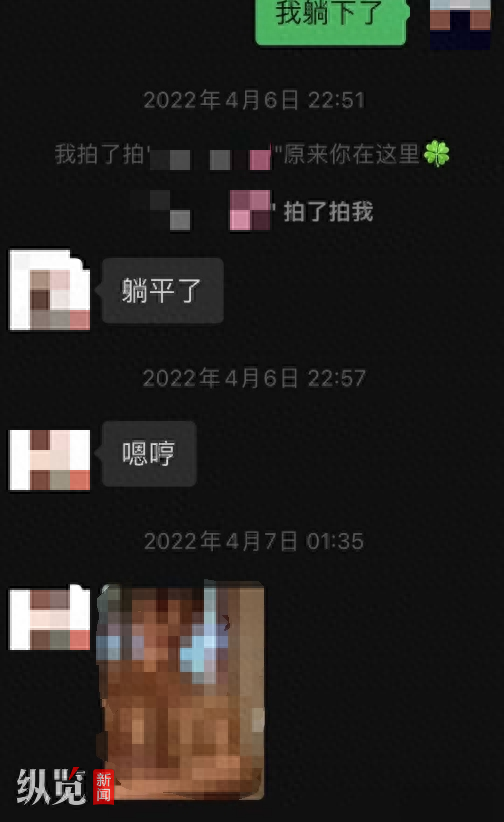 我躺下了
2022年4月6日 22:51
我拍了拍'"原来你在这里🍀
' 拍了拍我
躺平了
2022年4月6日 22:57
嗯哼
2022年4月7日 01:35
纵览新闻